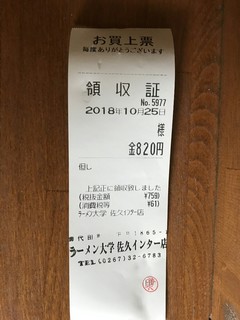 お買上票
毎度ありがとうございます
領収証
No.5977
2018年10月25日
様
金820円
但し
上記正に領収致しました
(税抜金額 ¥759)
(消費税等 ¥61)
ラーメン大学 佐久インター店
ラーメン大学 佐久インター店
TEL(0267)32-6783